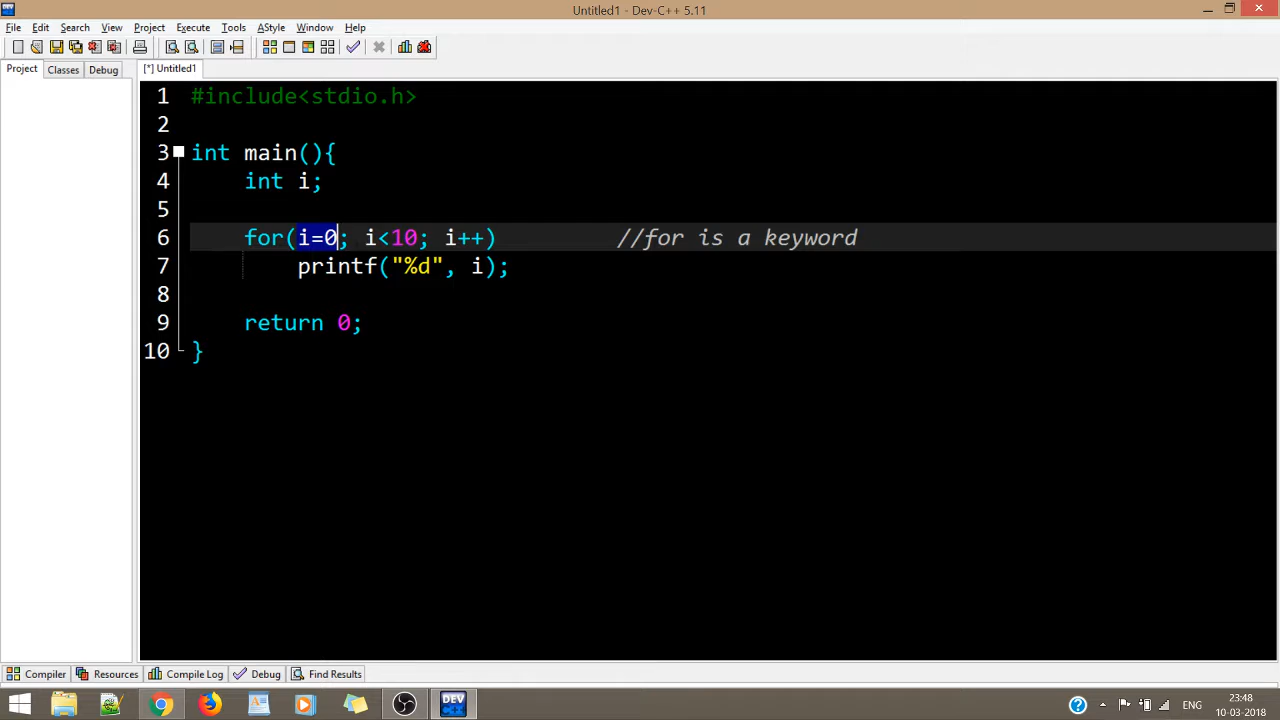 Untitled1 - Dev-C++ 5.11
File Edit Search View Project Execute Tools AStyle Window Help
Project Classes Debug [*] Untitled1
1 #include<stdio.h>
2
3 int main(){
4 int i;
5
6 for(i=0; i<10; i++) //for is a keyword
7 printf("%d", i);
8
9 return 0;
10 }
Compiler Resources Compile Log Debug Find Results
DEV C++ ENG 23:48
10-03-2018